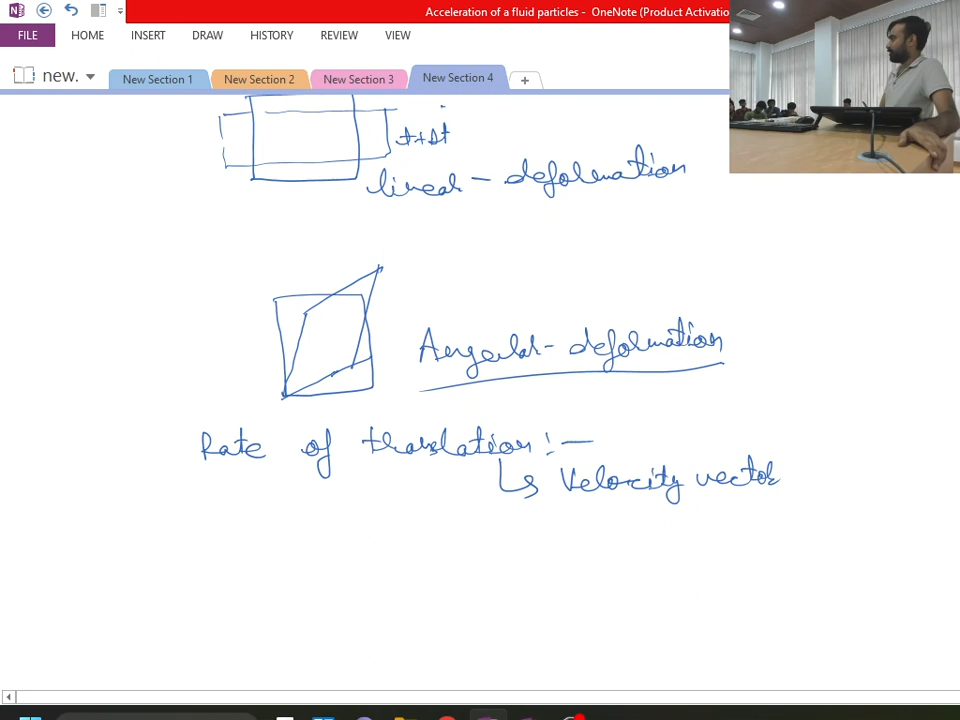 Acceleration of a fluid particles - OneNote (Product Activatio
FILE HOME INSERT DRAW HISTORY REVIEW VIEW
new. New Section 1 New Section 2 New Section 3 New Section 4 +
t+Δt
linear - deformation
Angular - deformation
Rate of translation :-
↳ Velocity vector